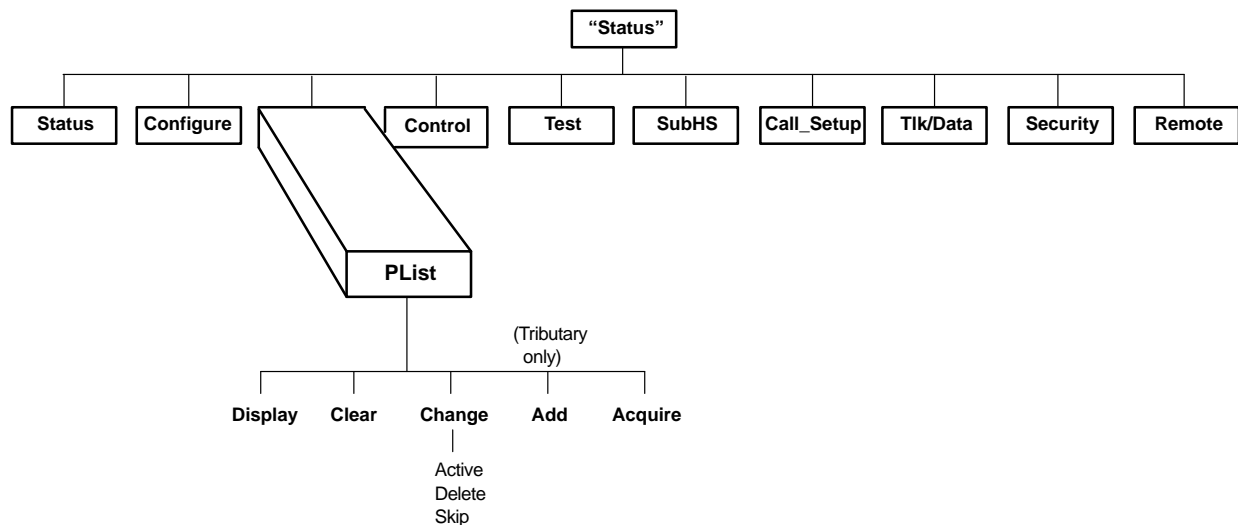 “Status”
Status Configure Control Test SubHS Call_Setup Tlk/Data Security Remote
PList
(Tributary
only)
Display Clear Change Add Acquire
Active
Delete
Skip